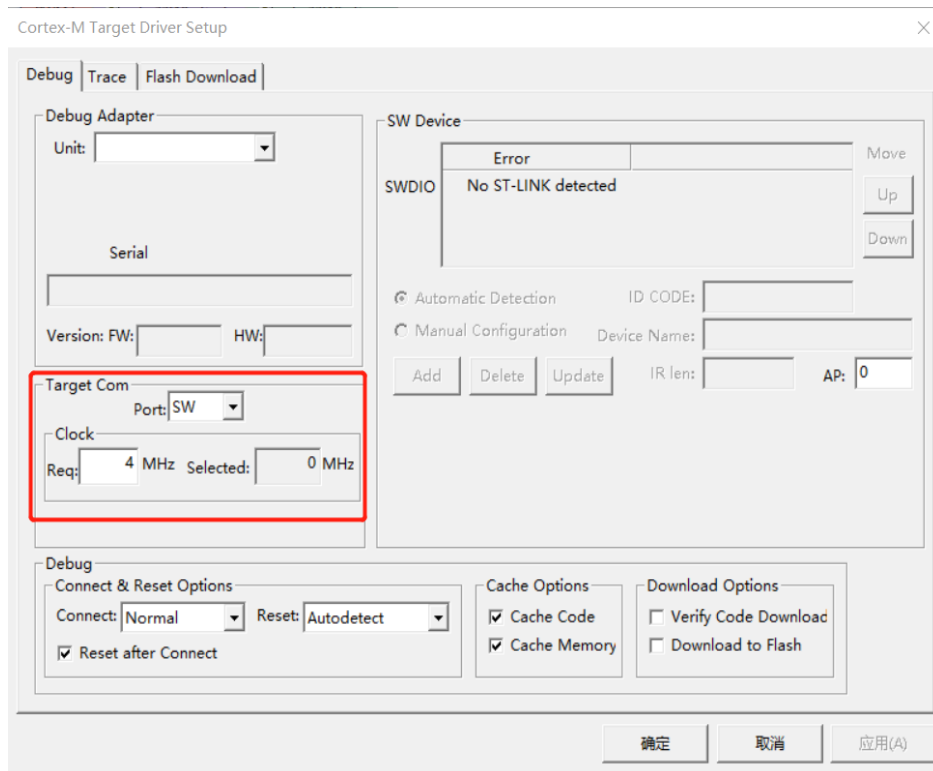 Cortex-M Target Driver Setup
Debug Trace Flash Download
Debug Adapter
Unit:
Serial
Version: FW: HW:
Target Com
Port: SW
Clock
Req: 4 MHz Selected: 0 MHz
SW Device
Error
SWDIO No ST-LINK detected
Move
Up
Down
Automatic Detection ID CODE:
Manual Configuration Device Name:
Add Delete Update IR len: AP: 0
Debug
Connect & Reset Options
Connect: Normal Reset: Autodetect
Reset after Connect
Cache Options
Cache Code
Cache Memory
Download Options
Verify Code Download
Download to Flash
确定 取消 应用(A)